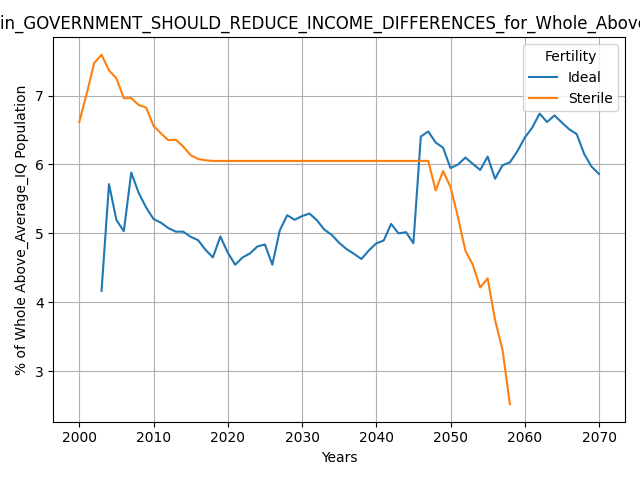 in_GOVERNMENT_SHOULD_REDUCE_INCOME_DIFFERENCES_for_Whole_Above
Fertility
Ideal
Sterile
% of Whole Above_Average_IQ Population
7
6
5
4
3
2000 2010 2020 2030 2040 2050 2060 2070
Years